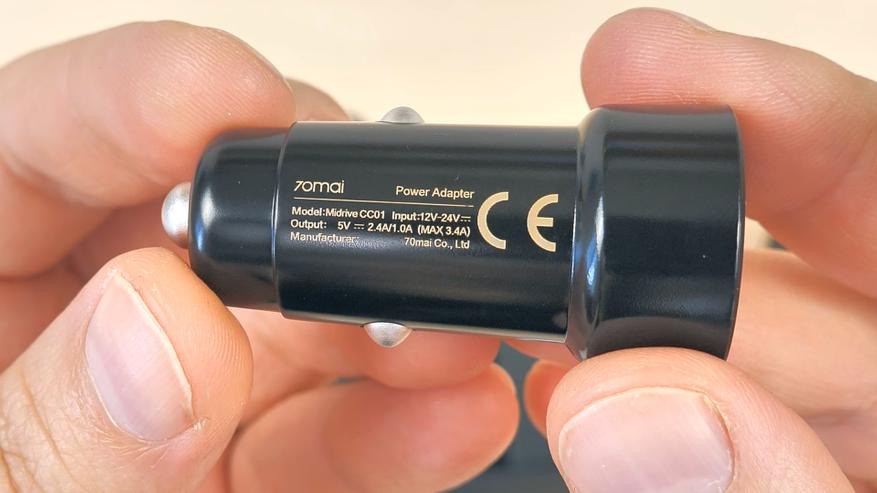 70mai Power Adapter
Model:Midrive CC01 Input:12V-24V⎓
Output: 5V ⎓ 2.4A/1.0A (MAX 3.4A)
Manufacturer: 70mai Co., Ltd
CE